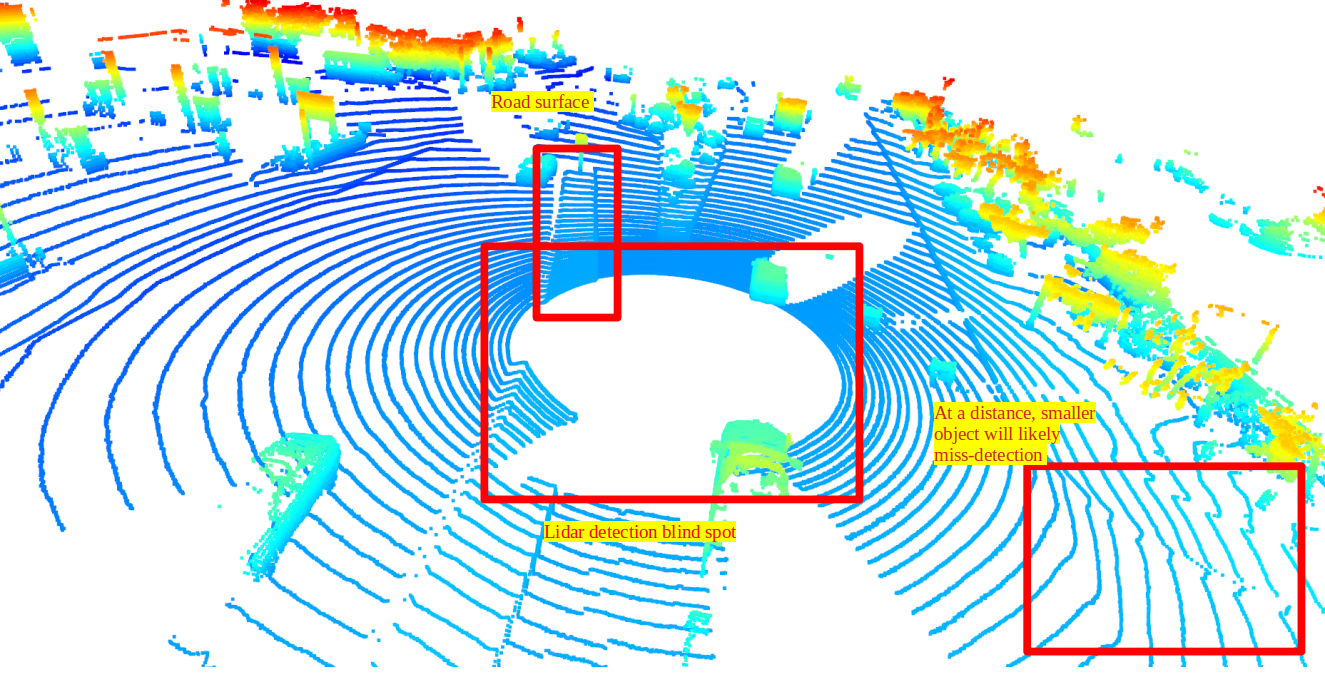 Road surface
At a distance, smaller
object will likely
miss-detection
Lidar detection blind spot